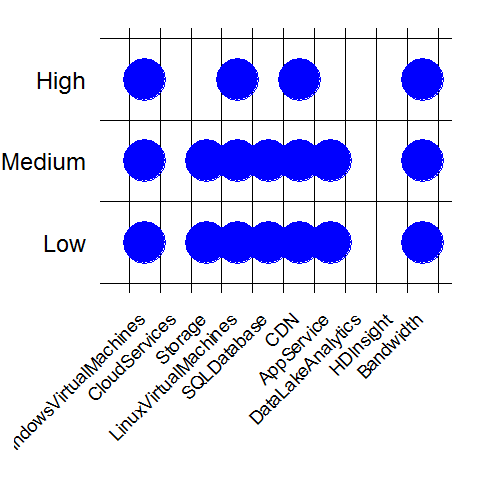 High
Medium
Low
ndowsVirtualMachines
CloudServices
Storage
LinuxVirtualMachines
SQLDatabase
CDN
AppService
DataLakeAnalytics
HDInsight
Bandwidth